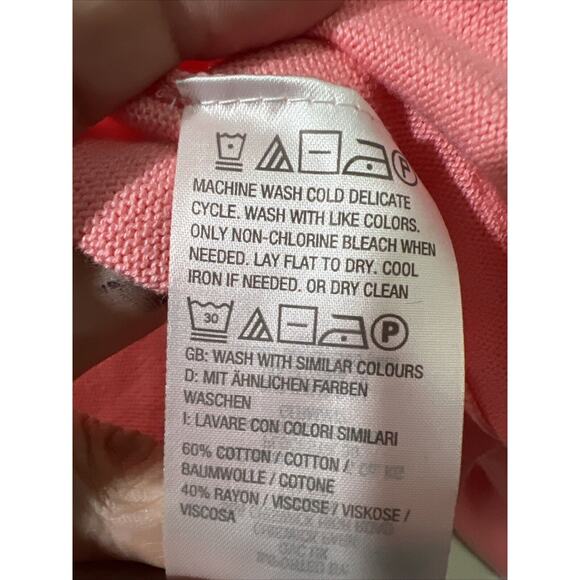 F
MACHINE WASH COLD DELICATE
CYCLE. WASH WITH LIKE COLORS.
ONLY NON-CHLORINE BLEACH WHEN
NEEDED. LAY FLAT TO DRY. COOL
IRON IF NEEDED. OR DRY CLEAN
30 P
GB: WASH WITH SIMILAR COLOURS
D: MIT ÄHNLICHEN FARBEN
WASCHEN
I: LAVARE CON COLORI SIMILARI
60% COTTON / COTTON /
BAUMWOLLE / COTONE
40% RAYON / VISCOSE / VISKOSE /
VISCOSA